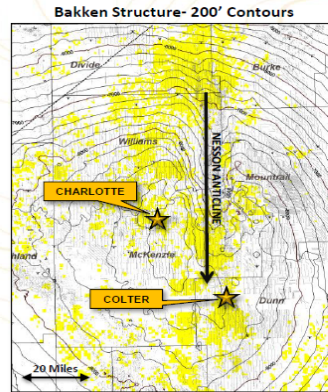 Bakken Structure- 200' Contours
Divide
Burke
Williams
NESSON ANTICLINE
Mountrail
CHARLOTTE
McKenzie
COLTER
Dunn
20 Miles